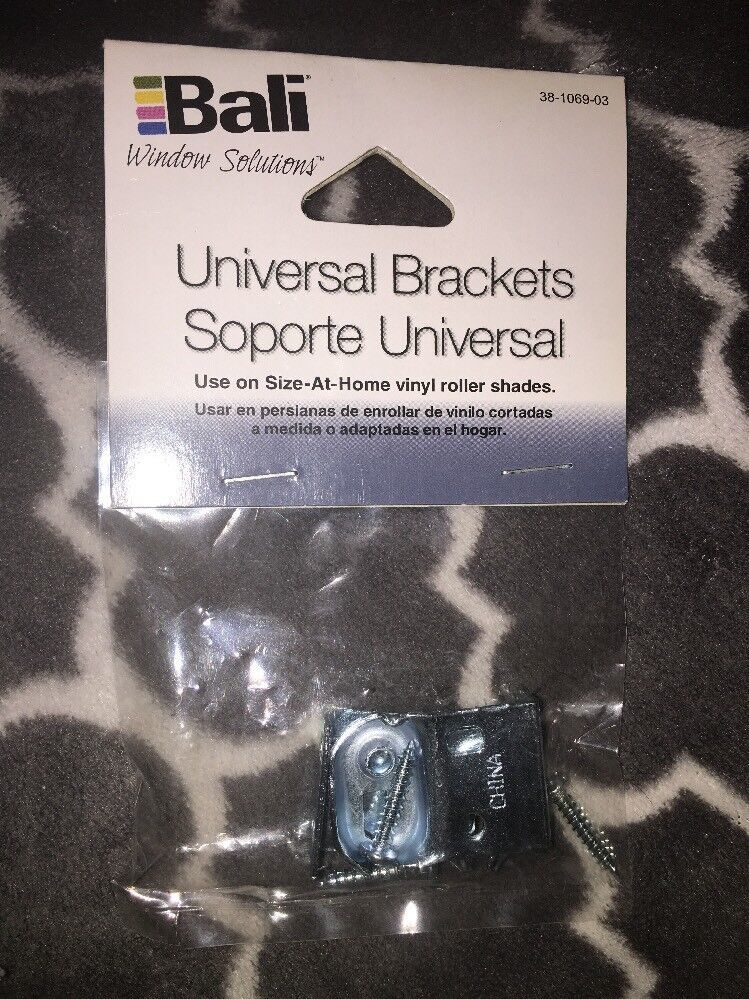 Bali®
38-1069-03
Window Solutions™
Universal Brackets
Soporte Universal
Use on Size-At-Home vinyl roller shades.
Usar en persianas de enrollar de vinilo cortadas
a medida o adaptadas en el hogar.
CHINA